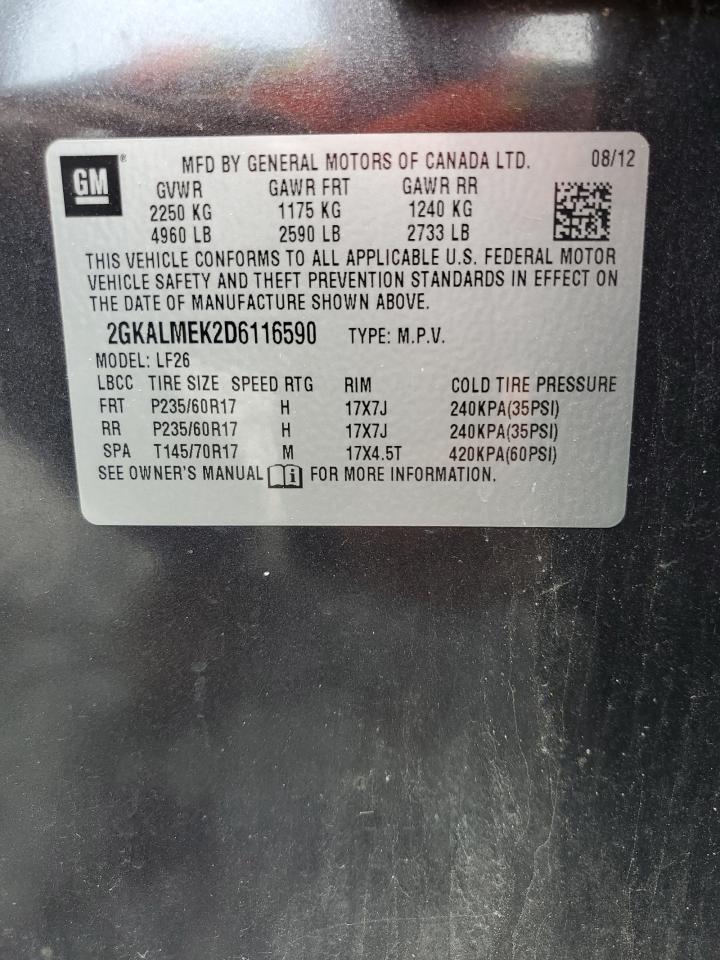 GM ® MFD BY GENERAL MOTORS OF CANADA LTD. 08/12
GVWR GAWR FRT GAWR RR
2250 KG 1175 KG 1240 KG
4960 LB 2590 LB 2733 LB
THIS VEHICLE CONFORMS TO ALL APPLICABLE U.S. FEDERAL MOTOR
VEHICLE SAFETY AND THEFT PREVENTION STANDARDS IN EFFECT ON
THE DATE OF MANUFACTURE SHOWN ABOVE.
2GKALMEK2D6116590 TYPE: M.P.V.
MODEL: LF26
LBCC TIRE SIZE SPEED RTG RIM COLD TIRE PRESSURE
FRT P235/60R17 H 17X7J 240KPA(35PSI)
RR P235/60R17 H 17X7J 240KPA(35PSI)
SPA T145/70R17 M 17X4.5T 420KPA(60PSI)
SEE OWNER'S MANUAL i FOR MORE INFORMATION.